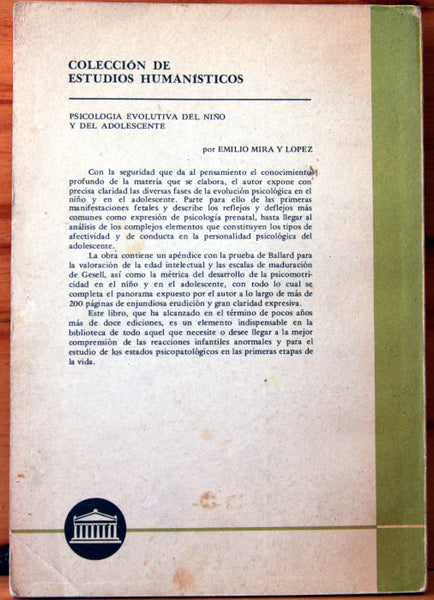 COLECCIÓN DE
ESTUDIOS HUMANÍSTICOS
PSICOLOGIA EVOLUTIVA DEL NIÑO
Y DEL ADOLESCENTE
por EMILIO MIRA Y LOPEZ
Con la seguridad que da al pensamiento el conocimiento
profundo de la materia que se elabora, el autor expone con
precisa claridad las diversas fases de la evolución psicológica en el
niño y en el adolescente. Parte para ello de las primeras
manifestaciones fetales y describe los reflejos y deflejos más
comunes como expresión de psicología prenatal, hasta llegar al
análisis de los complejos elementos que constituyen los tipos de
afectividad y de conducta en la personalidad psicológica del
adolescente.
La obra contiene un apéndice con la prueba de Ballard para
la valoración de la edad intelectual y las escalas de maduración de
Gesell, así como la métrica del desarrollo de la psicomotri-
cidad en el niño y en el adolescente, con todo lo cual se
completa el panorama expuesto por el autor a lo largo de más de
200 páginas de enjundiosa erudición y gran claridad expresiva.
Este libro, que ha alcanzado en el término de pocos años
más de doce ediciones, es un elemento indispensable en la
biblioteca de todo aquel que necesite o desee llegar a la mejor
comprensión de las reacciones infantiles anormales y para el
estudio de los estados psicopatológicos en las primeras etapas de
la vida.